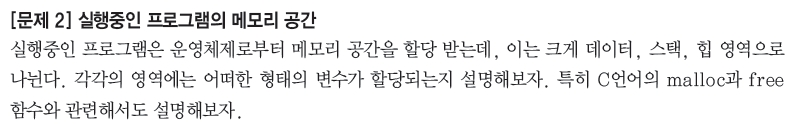 [문제 2] 실행중인 프로그램의 메모리 공간
실행중인 프로그램은 운영체제로부터 메모리 공간을 할당 받는데, 이는 크게 데이터, 스택, 힙 영역으로
나뉜다. 각각의 영역에는 어떠한 형태의 변수가 할당되는지 설명해보자. 특히 C언어의 malloc과 free
함수와 관련해서도 설명해보자.